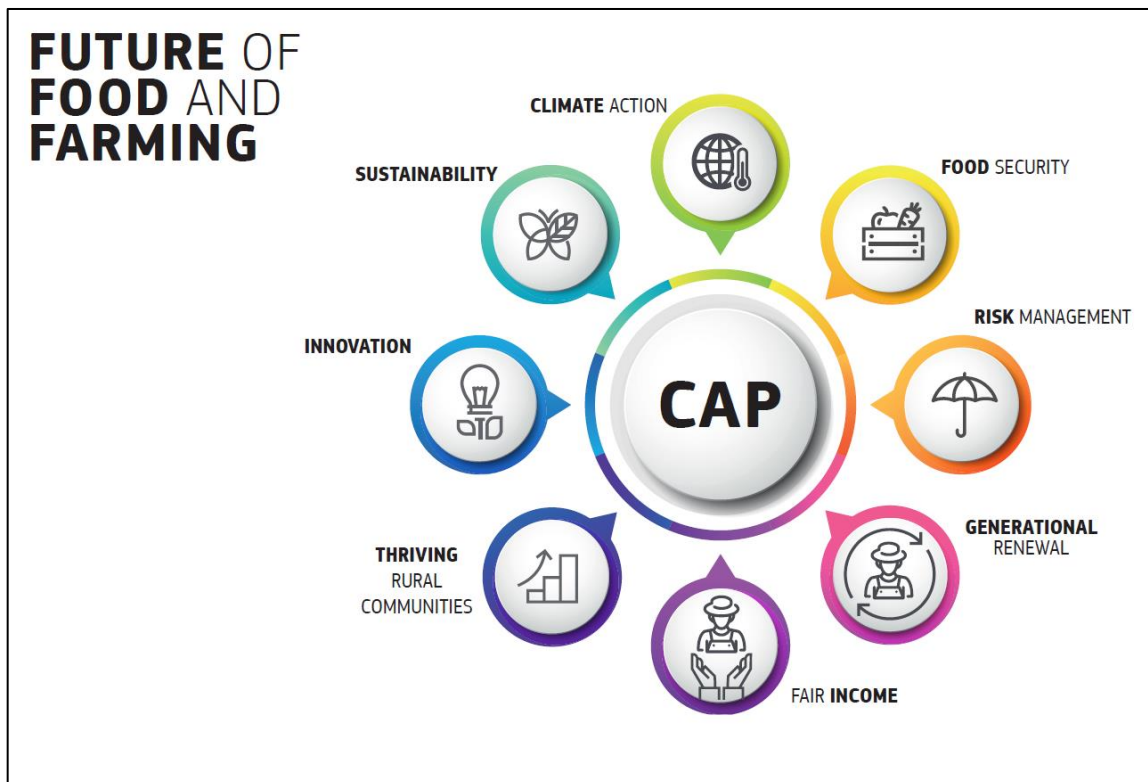 FUTURE OF
FOOD AND
FARMING
CLIMATE ACTION
SUSTAINABILITY
FOOD SECURITY
RISK MANAGEMENT
INNOVATION
CAP
GENERATIONAL
RENEWAL
THRIVING
RURAL
COMMUNITIES
FAIR INCOME